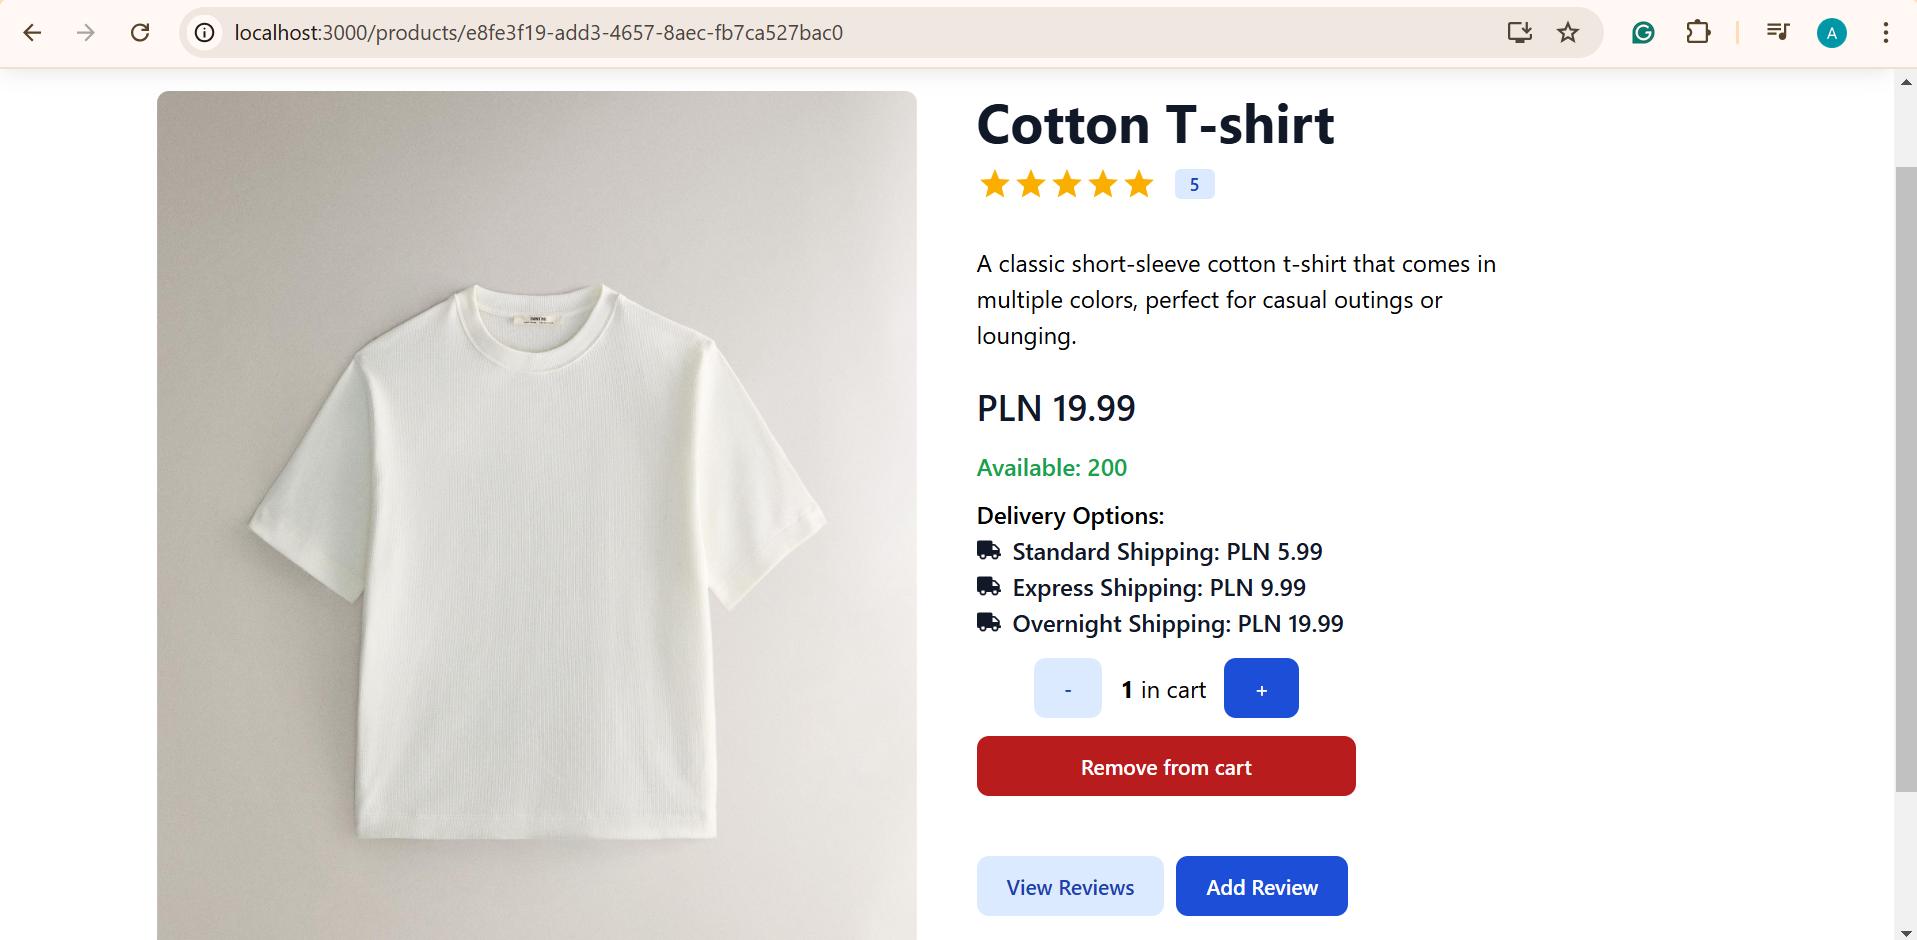 localhost:3000/products/e8fe3f19-add3-4657-8aec-fb7ca527bac0
A
Cotton T-shirt
5
A classic short-sleeve cotton t-shirt that comes in
multiple colors, perfect for casual outings or
lounging.
PLN 19.99
Available: 200
Delivery Options:
Standard Shipping: PLN 5.99
Express Shipping: PLN 9.99
Overnight Shipping: PLN 19.99
- 1 in cart +
Remove from cart
View Reviews Add Review